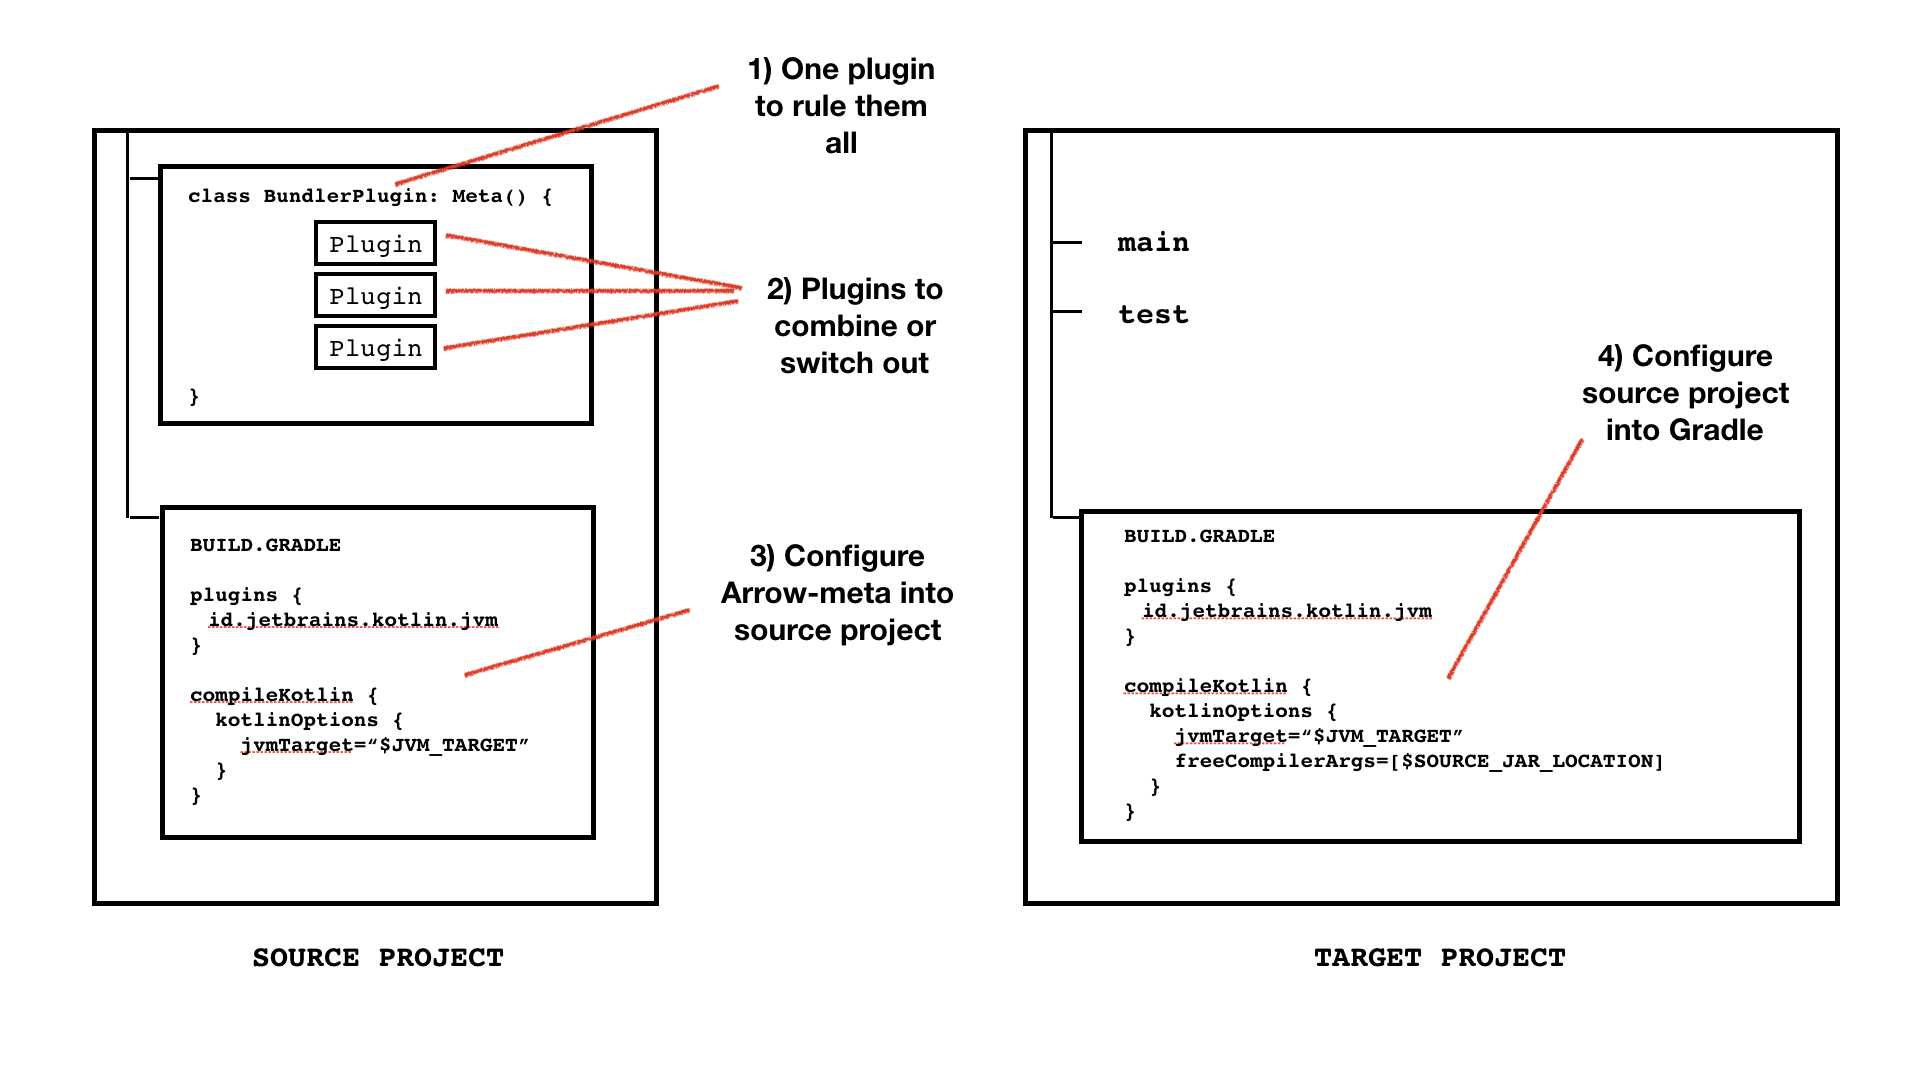 1) One plugin
to rule them
all
class BundlerPlugin: Meta() {
Plugin
Plugin
Plugin
}
2) Plugins to
combine or
switch out
BUILD.GRADLE
plugins {
id.jetbrains.kotlin.jvm
}
compileKotlin {
kotlinOptions {
jvmTarget=“$JVM_TARGET”
}
}
3) Configure
Arrow-meta into
source project
SOURCE PROJECT
main
test
4) Configure
source project
into Gradle
BUILD.GRADLE
plugins {
id.jetbrains.kotlin.jvm
}
compileKotlin {
kotlinOptions {
jvmTarget=“$JVM_TARGET”
freeCompilerArgs=[$SOURCE_JAR_LOCATION]
}
}
TARGET PROJECT